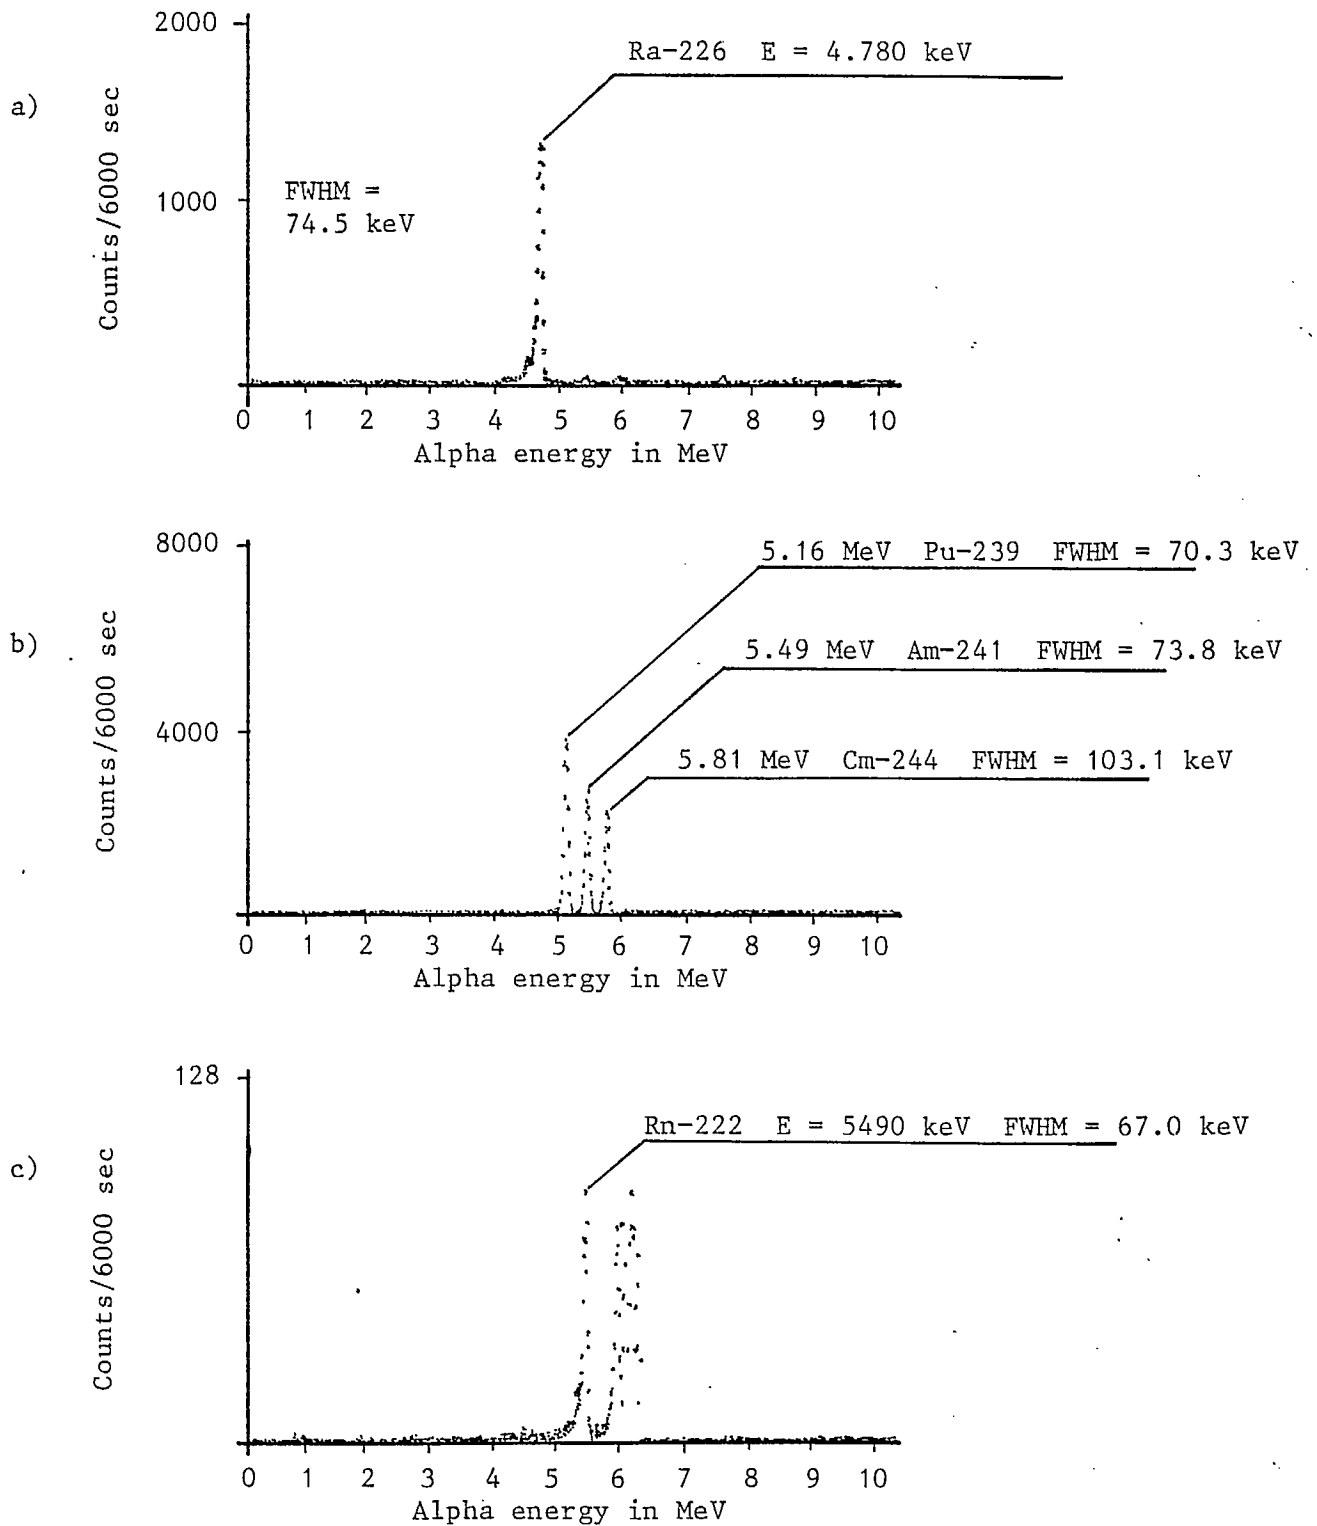 a)
Counts/6000 sec
2000
1000
Ra-226 E = 4.780 keV
FWHM =
74.5 keV
0 1 2 3 4 5 6 7 8 9 10
Alpha energy in MeV
b)
Counts/6000 sec
8000
4000
5.16 MeV Pu-239 FWHM = 70.3 keV
5.49 MeV Am-241 FWHM = 73.8 keV
5.81 MeV Cm-244 FWHM = 103.1 keV
0 1 2 3 4 5 6 7 8 9 10
Alpha energy in MeV
c)
Counts/6000 sec
128
Rn-222 E = 5490 keV FWHM = 67.0 keV
0 1 2 3 4 5 6 7 8 9 10
Alpha energy in MeV